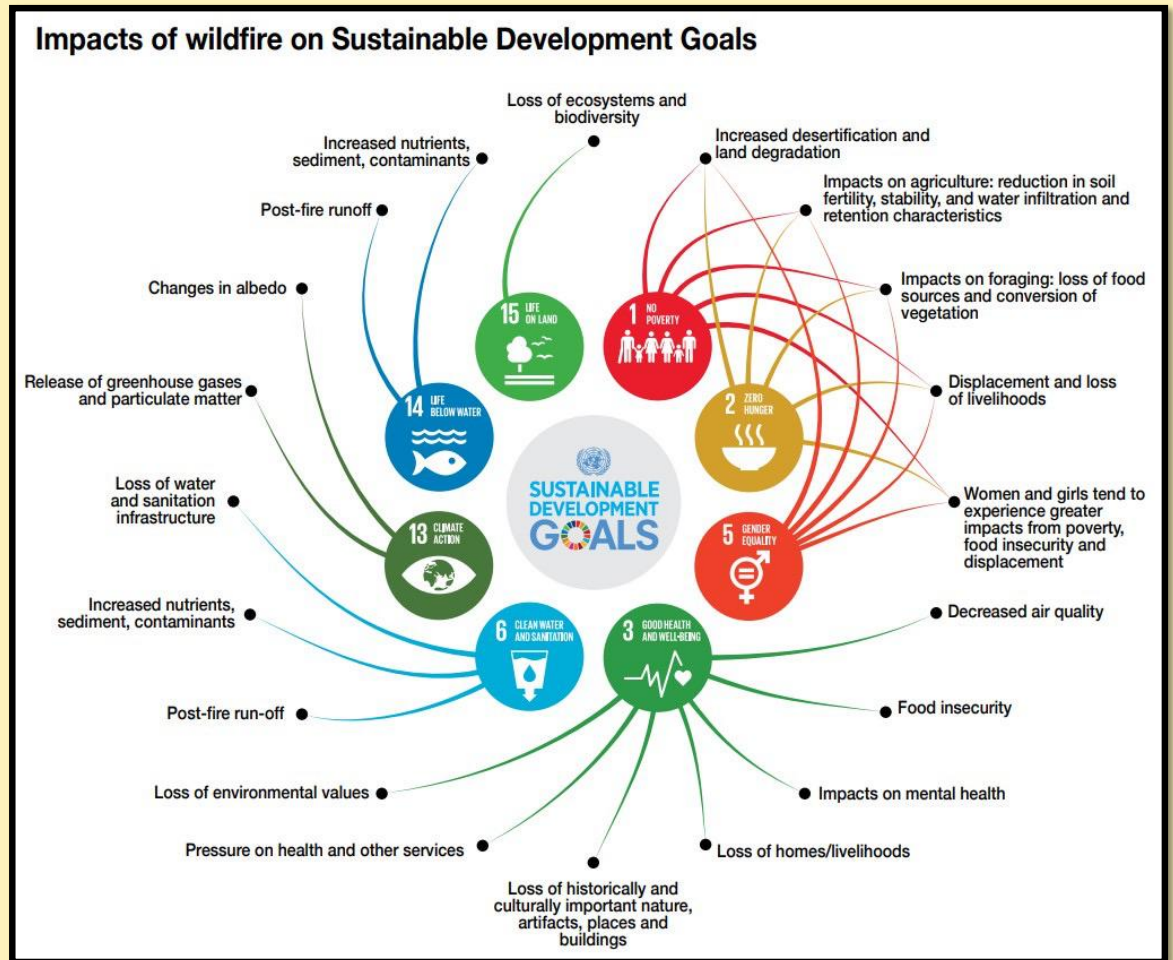 Impacts of wildfire on Sustainable Development Goals
Loss of ecosystems and
biodiversity
Increased nutrients,
sediment, contaminants
Post-fire runoff
Changes in albedo
Release of greenhouse gases
and particulate matter
Loss of water
and sanitation
infrastructure
Increased nutrients,
sediment, contaminants
Post-fire run-off
Loss of environmental values
Pressure on health and other services
Loss of historically and
culturally important nature,
artifacts, places and
buildings
Loss of homes/livelihoods
Impacts on mental health
Food insecurity
Decreased air quality
Women and girls tend to
experience greater
impacts from poverty,
food insecurity and
displacement
Displacement and loss
of livelihoods
Impacts on foraging: loss of food
sources and conversion of
vegetation
Impacts on agriculture: reduction in soil
fertility, stability, and water infiltration and
retention characteristics
Increased desertification and
land degradation
15 LIFE
ON LAND
1 NO
POVERTY
14 LIFE
BELOW WATER
2 ZERO
HUNGER
SUSTAINABLE
DEVELOPMENT
GOALS
13 CLIMATE
ACTION
5 GENDER
EQUALITY
6 CLEAN WATER
AND SANITATION
3 GOOD HEALTH
AND WELL-BEING